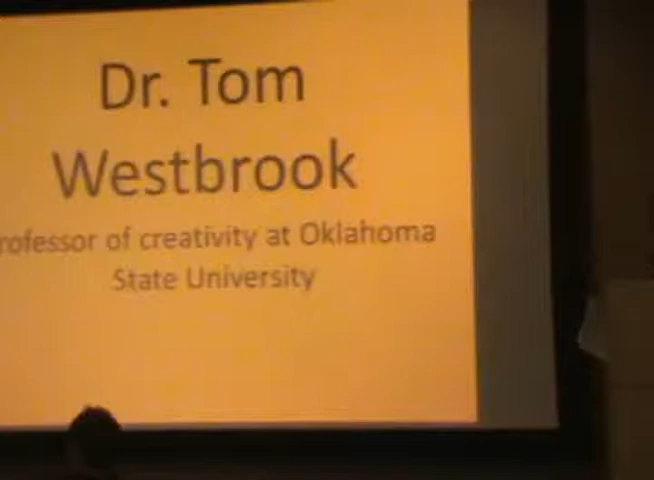 Dr. Tom
Westbrook
rofessor of creativity at Oklahoma
State University